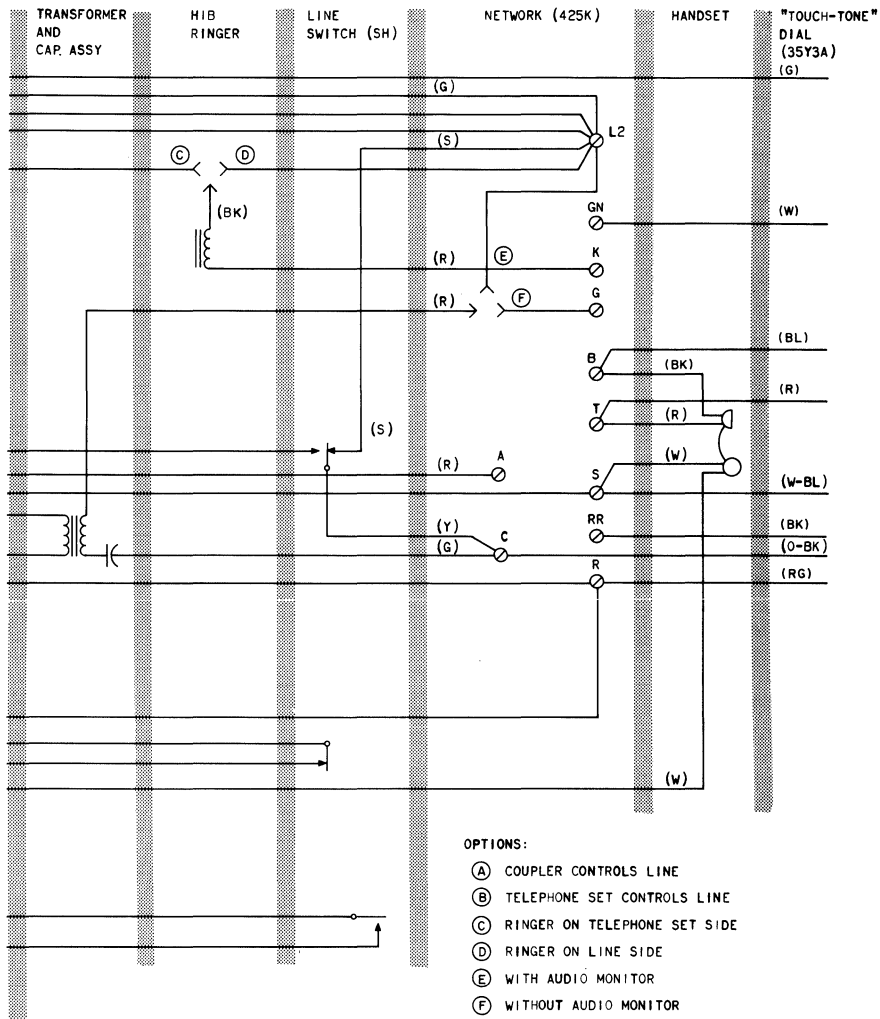 TRANSFORMER
AND
CAP. ASSY
HIB
RINGER
LINE
SWITCH (SH)
NETWORK (425K)
HANDSET
"TOUCH-TONE"
DIAL
(35Y3A)
(G)
(G)
L2
(S)
C
D
(BK)
GN
(W)
(R)
E
K
(R)
F
G
(BL)
B
(BK)
(R)
T
(R)
(S)
(W)
A
(R)
S
(W-BL)
RR
(BK)
(Y)
C
(G)
(O-BK)
R
(RG)
(W)
OPTIONS:
A COUPLER CONTROLS LINE
B TELEPHONE SET CONTROLS LINE
C RINGER ON TELEPHONE SET SIDE
D RINGER ON LINE SIDE
E WITH AUDIO MONITOR
F WITHOUT AUDIO MONITOR